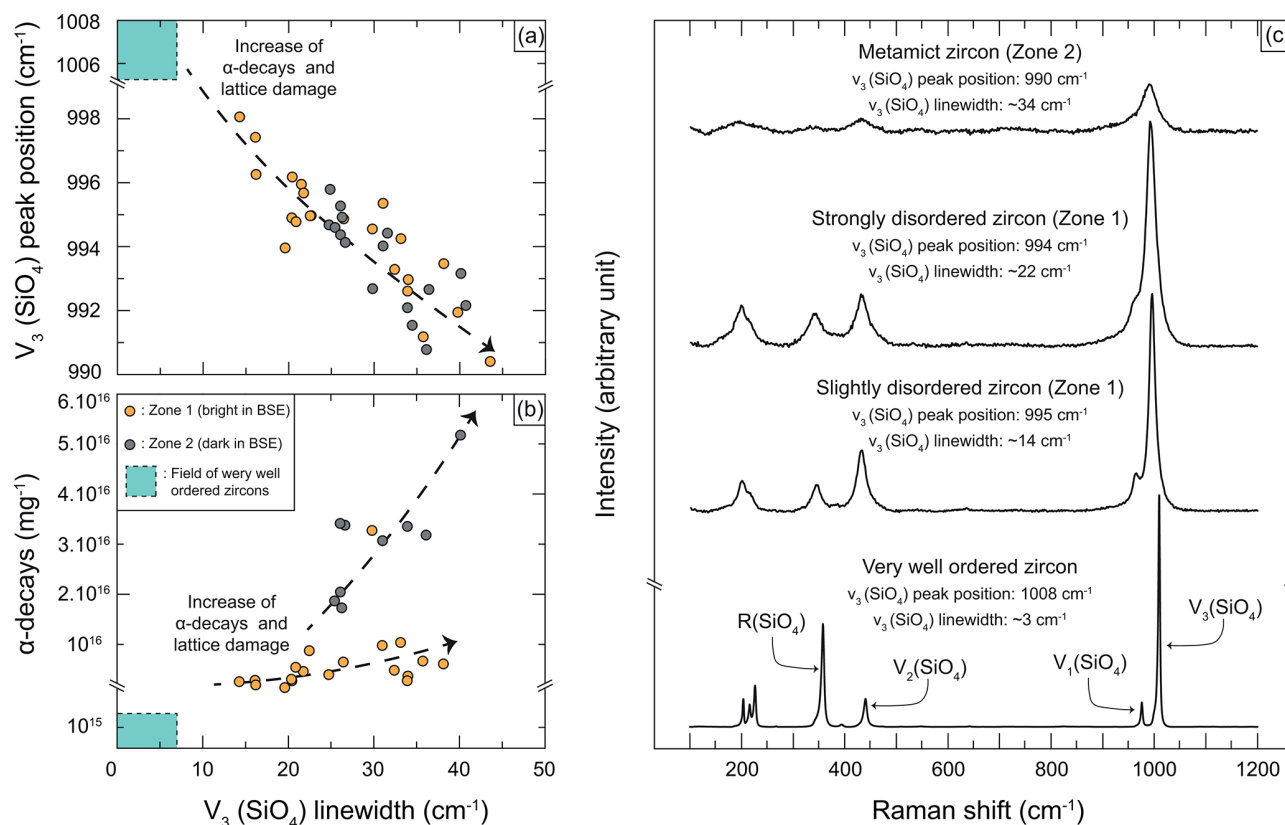 (a)
1008
1006
998
996
994
992
990
V₃ (SiO₄) peak position (cm⁻¹)
Increase of
α-decays and
lattice damage
(b)
6.10¹⁶
5.10¹⁶
4.10¹⁶
3.10¹⁶
2.10¹⁶
10¹⁶
10¹⁵
α-decays (mg⁻¹)
: Zone 1 (bright in BSE)
: Zone 2 (dark in BSE)
: Field of wery well
ordered zircons
Increase of
α-decays and
lattice damage
0 10 20 30 40 50
V₃ (SiO₄) linewidth (cm⁻¹)
(c
Intensity (arbitrary unit)
Metamict zircon (Zone 2)
v₃(SiO₄) peak position: 990 cm⁻¹
v₃(SiO₄) linewidth: ~34 cm⁻¹
Strongly disordered zircon (Zone 1)
v₃(SiO₄) peak position: 994 cm⁻¹
v₃(SiO₄) linewidth: ~22 cm⁻¹
Slightly disordered zircon (Zone 1)
v₃(SiO₄) peak position: 995 cm⁻¹
v₃(SiO₄) linewidth: ~14 cm⁻¹
Very well ordered zircon
v₃(SiO₄) peak position: 1008 cm⁻¹
v₃(SiO₄) linewidth: ~3 cm⁻¹
R(SiO₄)
V₂(SiO₄)
V₁(SiO₄)
V₃(SiO₄)
200 400 600 800 1000 1200
Raman shift (cm⁻¹)